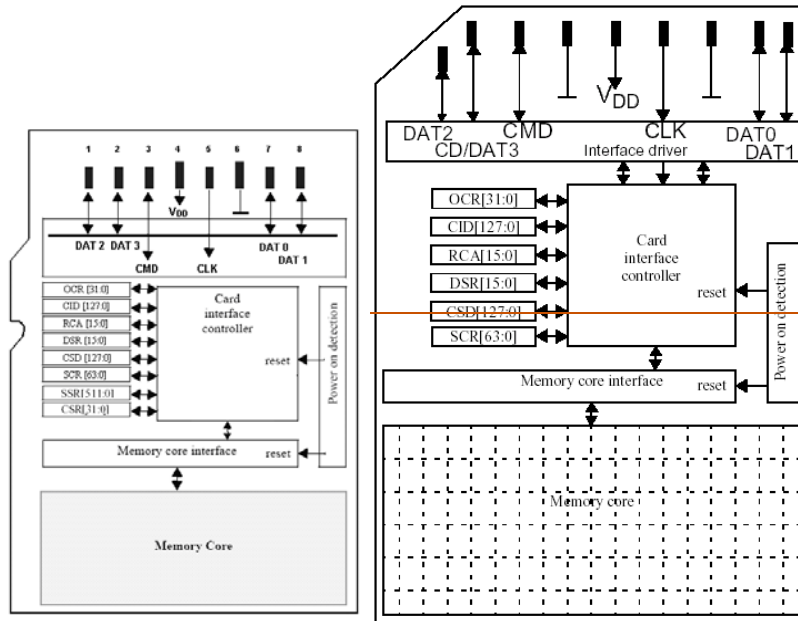 1 2 3 4 5 6 7 8
VDD
DAT 2 DAT 3 DAT 0
DAT 1
CMD CLK
OCR [31:0]
CID [127:0]
RCA [15:0]
DSR [15:0]
CSD [127:0]
SCR [63:0]
SSR[511:0]
CSR[31:0]
Card
interface
controller
reset
Power on detection
Memory core interface
reset
Memory Core
VDD
DAT2 CMD CLK DAT0
CD/DAT3 Interface driver DAT1
OCR[31:0]
CID[127:0]
RCA[15:0]
DSR[15:0]
CSD[127:0]
SCR[63:0]
Card
interface
controller
reset
Power on detection
Memory core interface
reset
Memory core